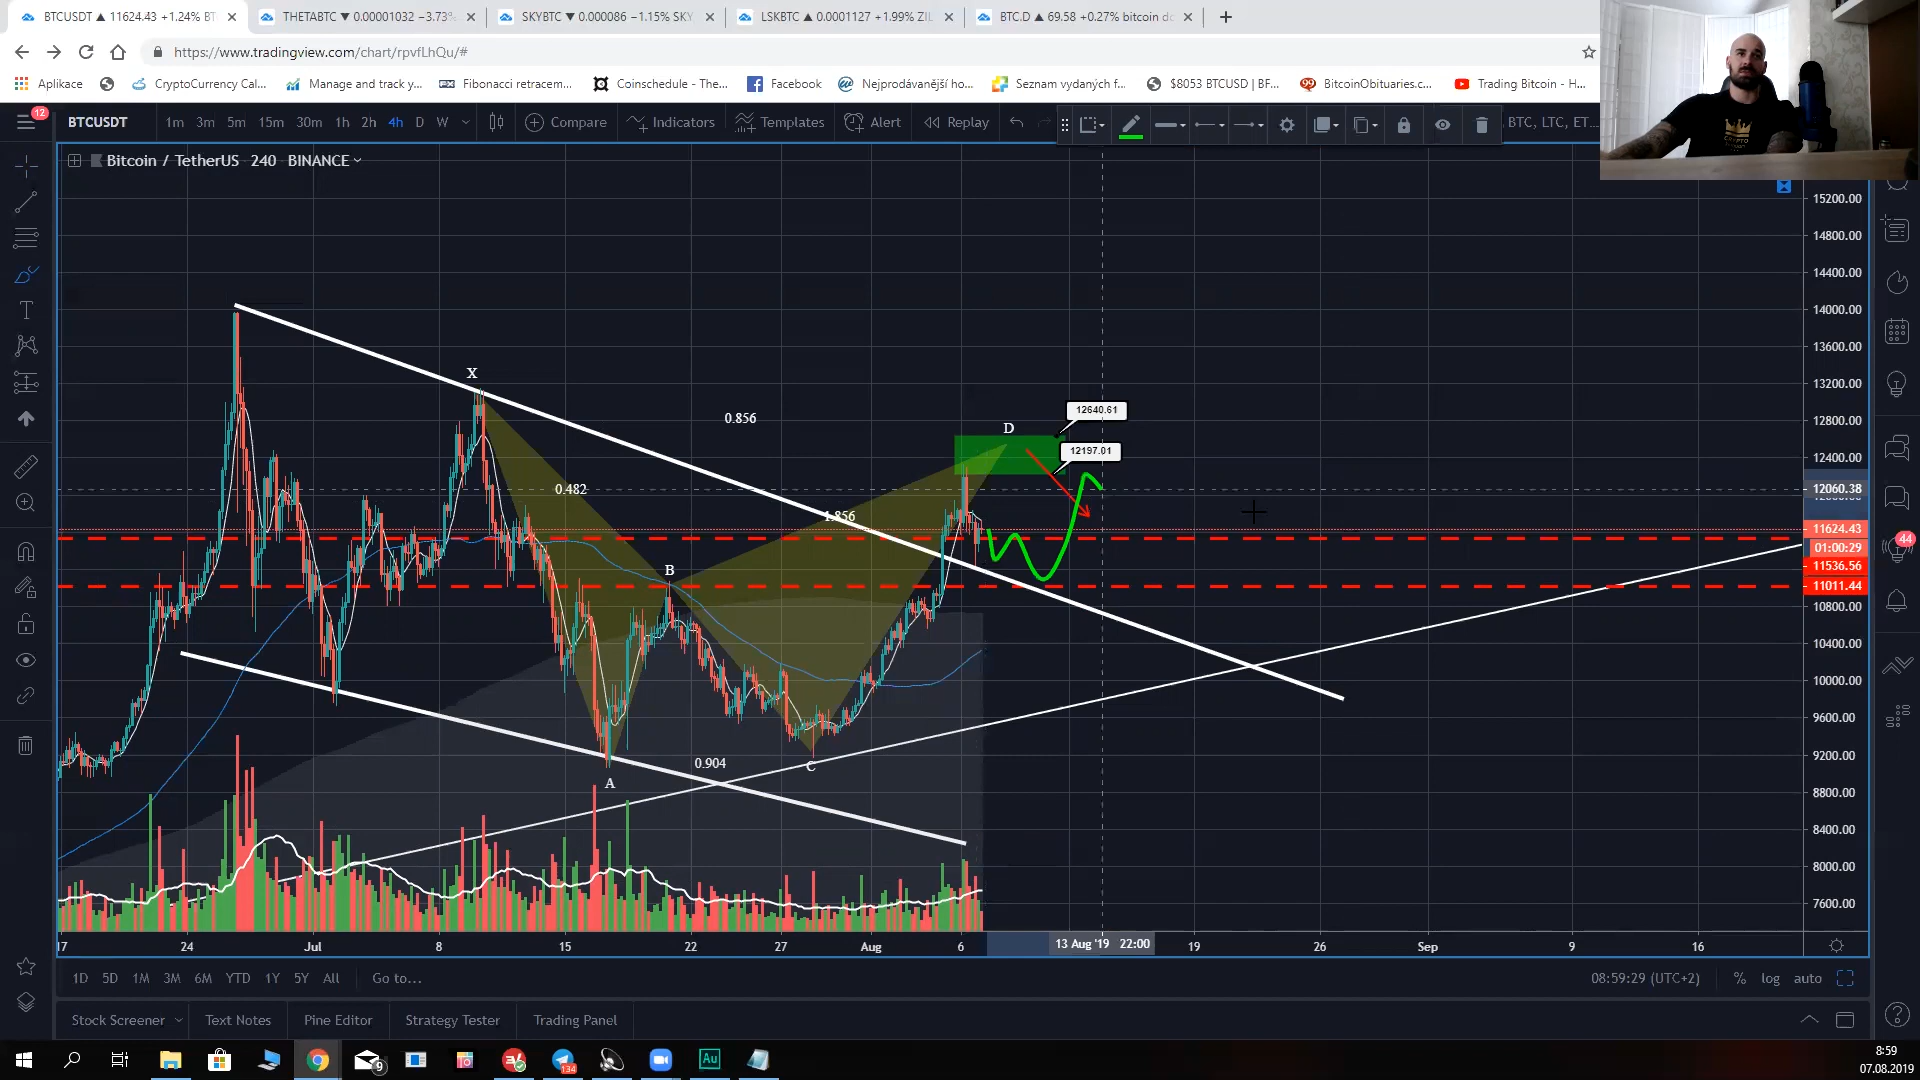 BTCUSDT ▲ 11624.43 +1.24% BT
THETABTC ▼ 0.00001032 −3.73%
SKYBTC ▼ 0.000086 −1.15% SKY
LSKBTC ▲ 0.0001127 +1.99% ZIL
BTC.D ▲ 69.58 +0.27% bitcoin do
https://www.tradingview.com/chart/rpvfLhQu/#
Aplikace
CryptoCurrency Cal...
Manage and track y...
Fibonacci retracem...
Coinschedule - The...
Facebook
Nejprodávanější ho...
Seznam vydaných f...
$8053 BTCUSD | BF...
BitcoinObituaries.c...
Trading Bitcoin - H...
12
BTCUSDT
1m 3m 5m 15m 30m 1h 2h 4h D W
Compare
Indicators
Templates
Alert
Replay
BTC, LTC, ET...
Bitcoin / TetherUS 240 BINANCE
15200.00
14800.00
14400.00
14000.00
13600.00
13200.00
12800.00
12400.00
12060.38
11624.43
01:00:29
11536.56
11011.44
10800.00
10400.00
10000.00
9600.00
9200.00
8800.00
8400.00
8000.00
7600.00
X
0.856
D
12640.61
12197.01
0.482
1.856
B
0.904
C
A
44
17 24 Jul 8 15 22 27 Aug 6 13 Aug '19 22:00 19 26 Sep 9 16
1D 5D 1M 3M 6M YTD 1Y 5Y All Go to...
08:59:29 (UTC+2) % log auto
Stock Screener
Text Notes
Pine Editor
Strategy Tester
Trading Panel
9
134
Au
8:59
07.08.2019